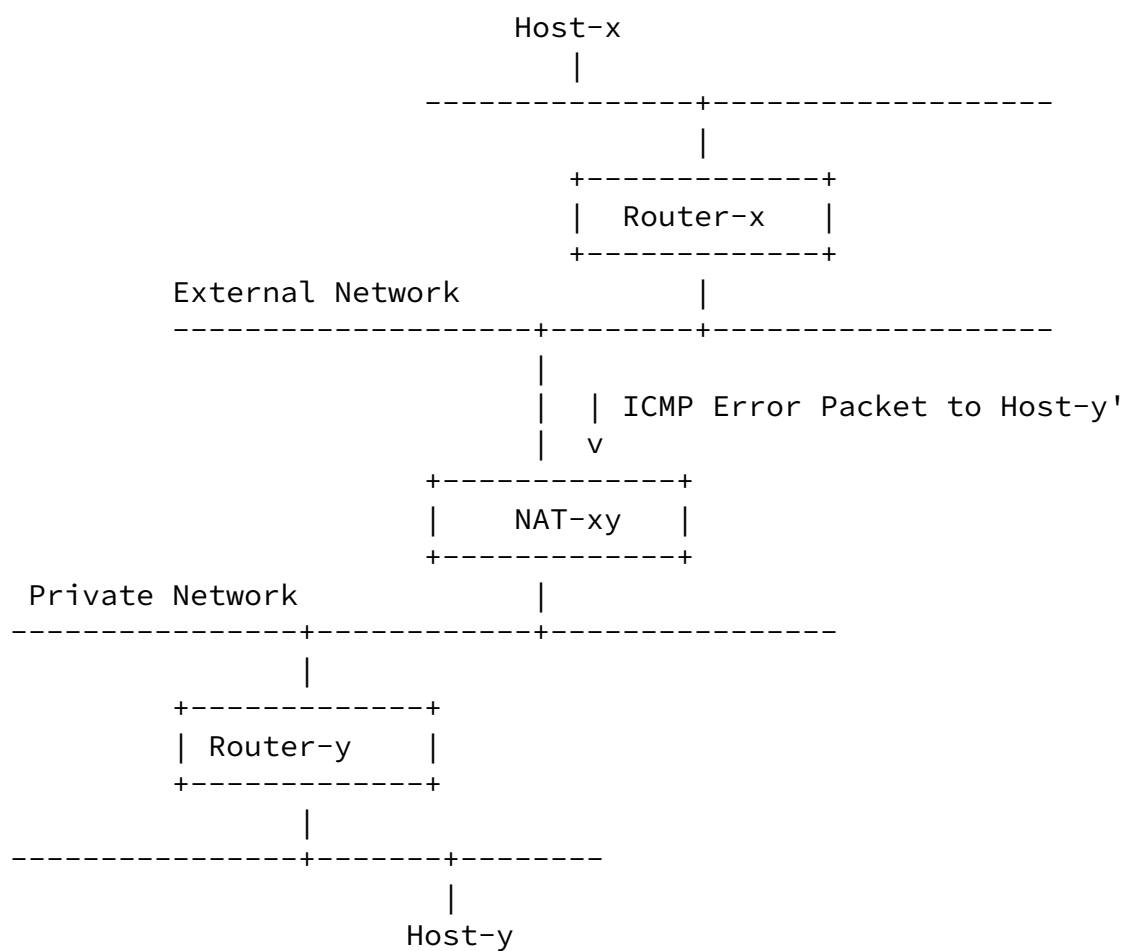 Host-x
Router-x
External Network
ICMP Error Packet to Host-y'
NAT-xy
Private Network
Router-y
Host-y